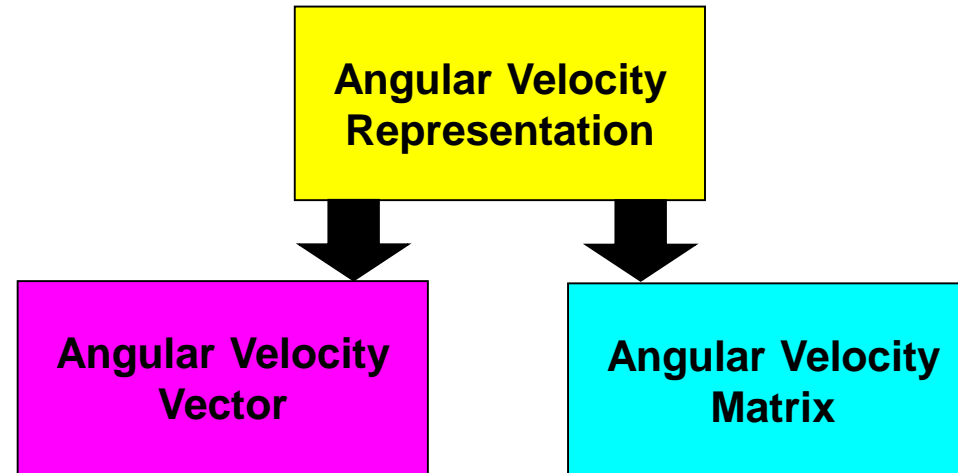 Angular Velocity
Representation
Angular Velocity
Vector
Angular Velocity
Matrix